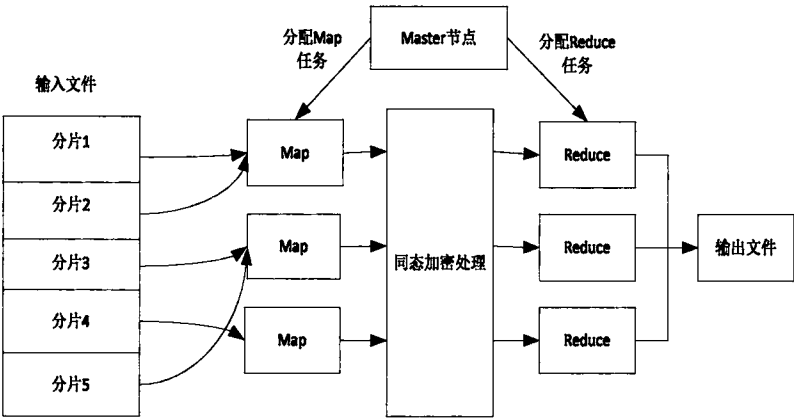 分配Map
任务
Master节点
分配Reduce
任务
输入文件
分片1
分片2
分片3
分片4
分片5
Map
Map
Map
同态加密处理
Reduce
Reduce
Reduce
输出文件